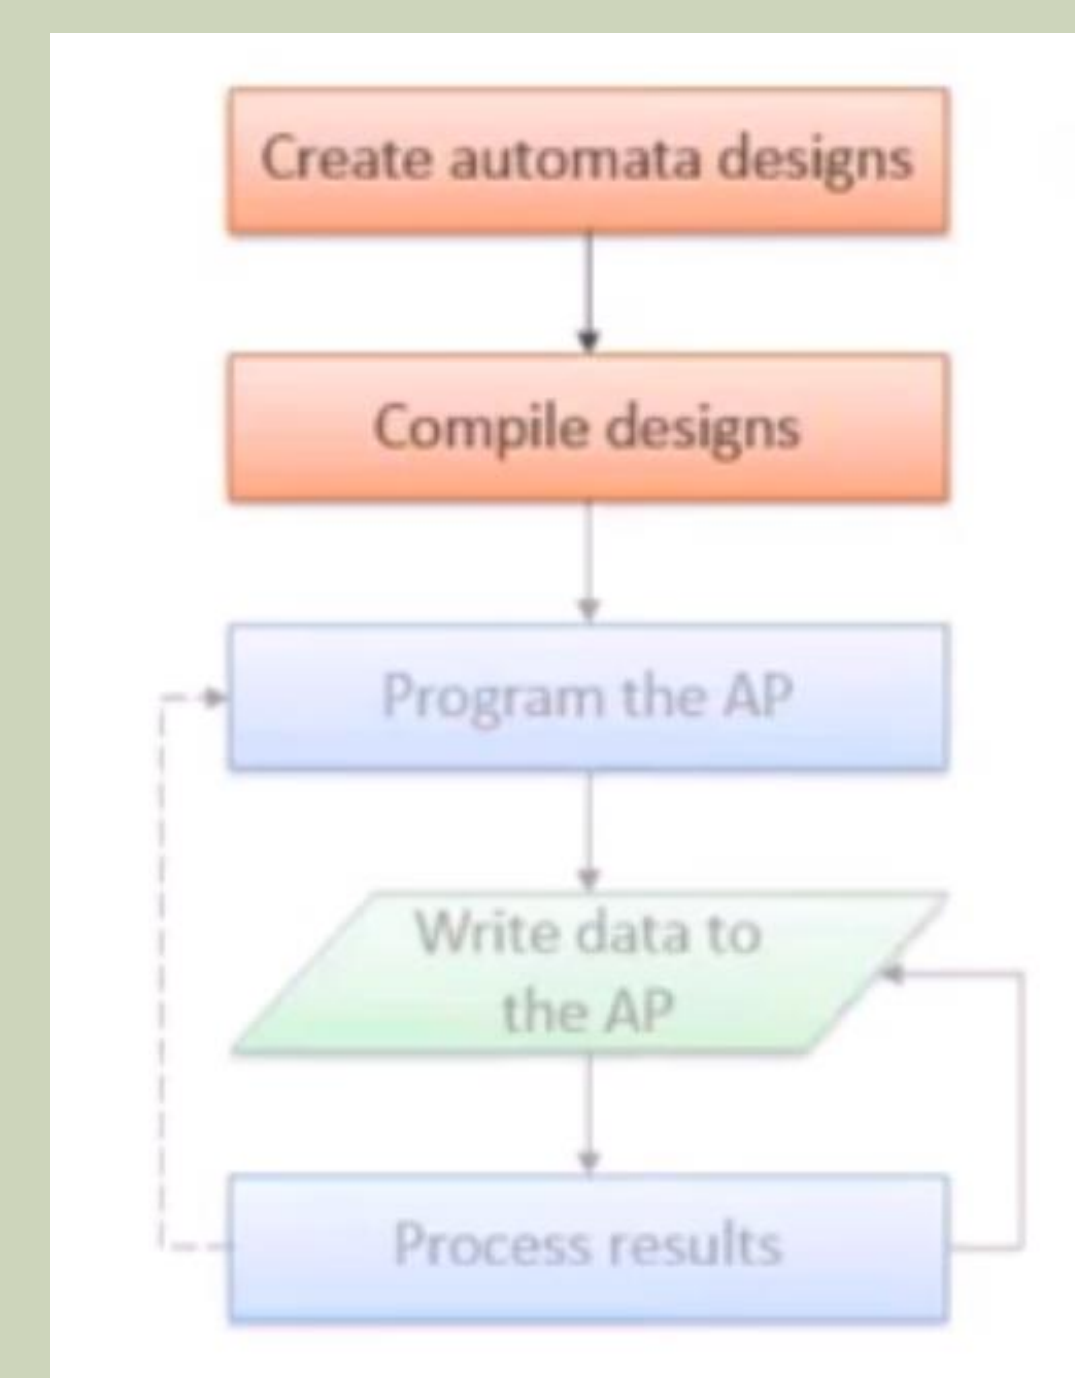 Create automata designs
Compile designs
Program the AP
Write data to
the AP
Process results